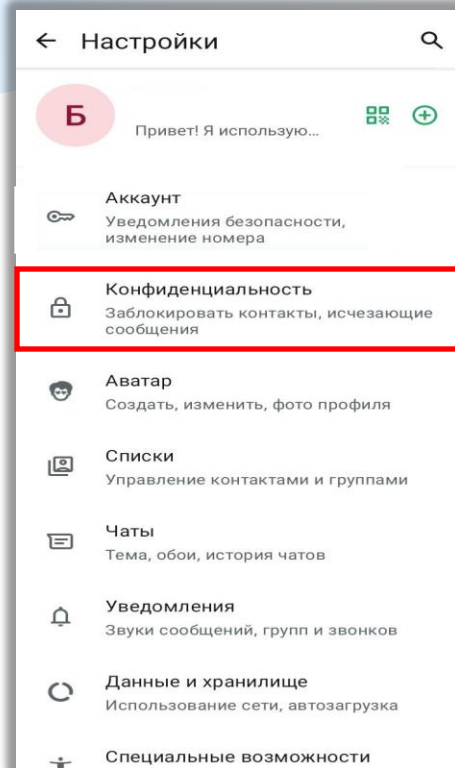 Настройки
Б
Привет! Я использую...
Аккаунт
Уведомления безопасности,
изменение номера
Конфиденциальность
Заблокировать контакты, исчезающие
сообщения
Аватар
Создать, изменить, фото профиля
Списки
Управление контактами и группами
Чаты
Тема, обои, история чатов
Уведомления
Звуки сообщений, групп и звонков
Данные и хранилище
Использование сети, автозагрузка
Специальные возможности